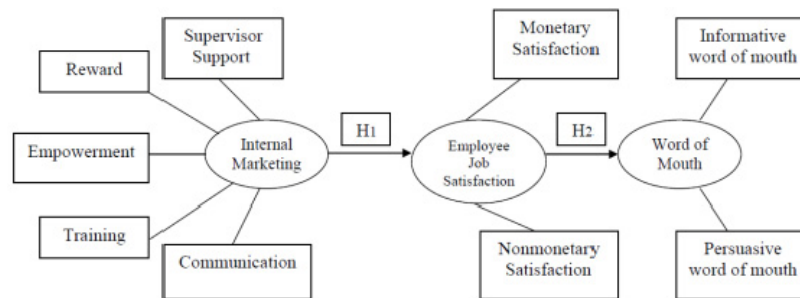 Supervisor
Support
Reward
Empowerment
Training
Communication
Internal
Marketing
H1
Monetary
Satisfaction
Employee
Job
Satisfaction
Nonmonetary
Satisfaction
H2
Informative
word of mouth
Word of
Mouth
Persuasive
word of mouth